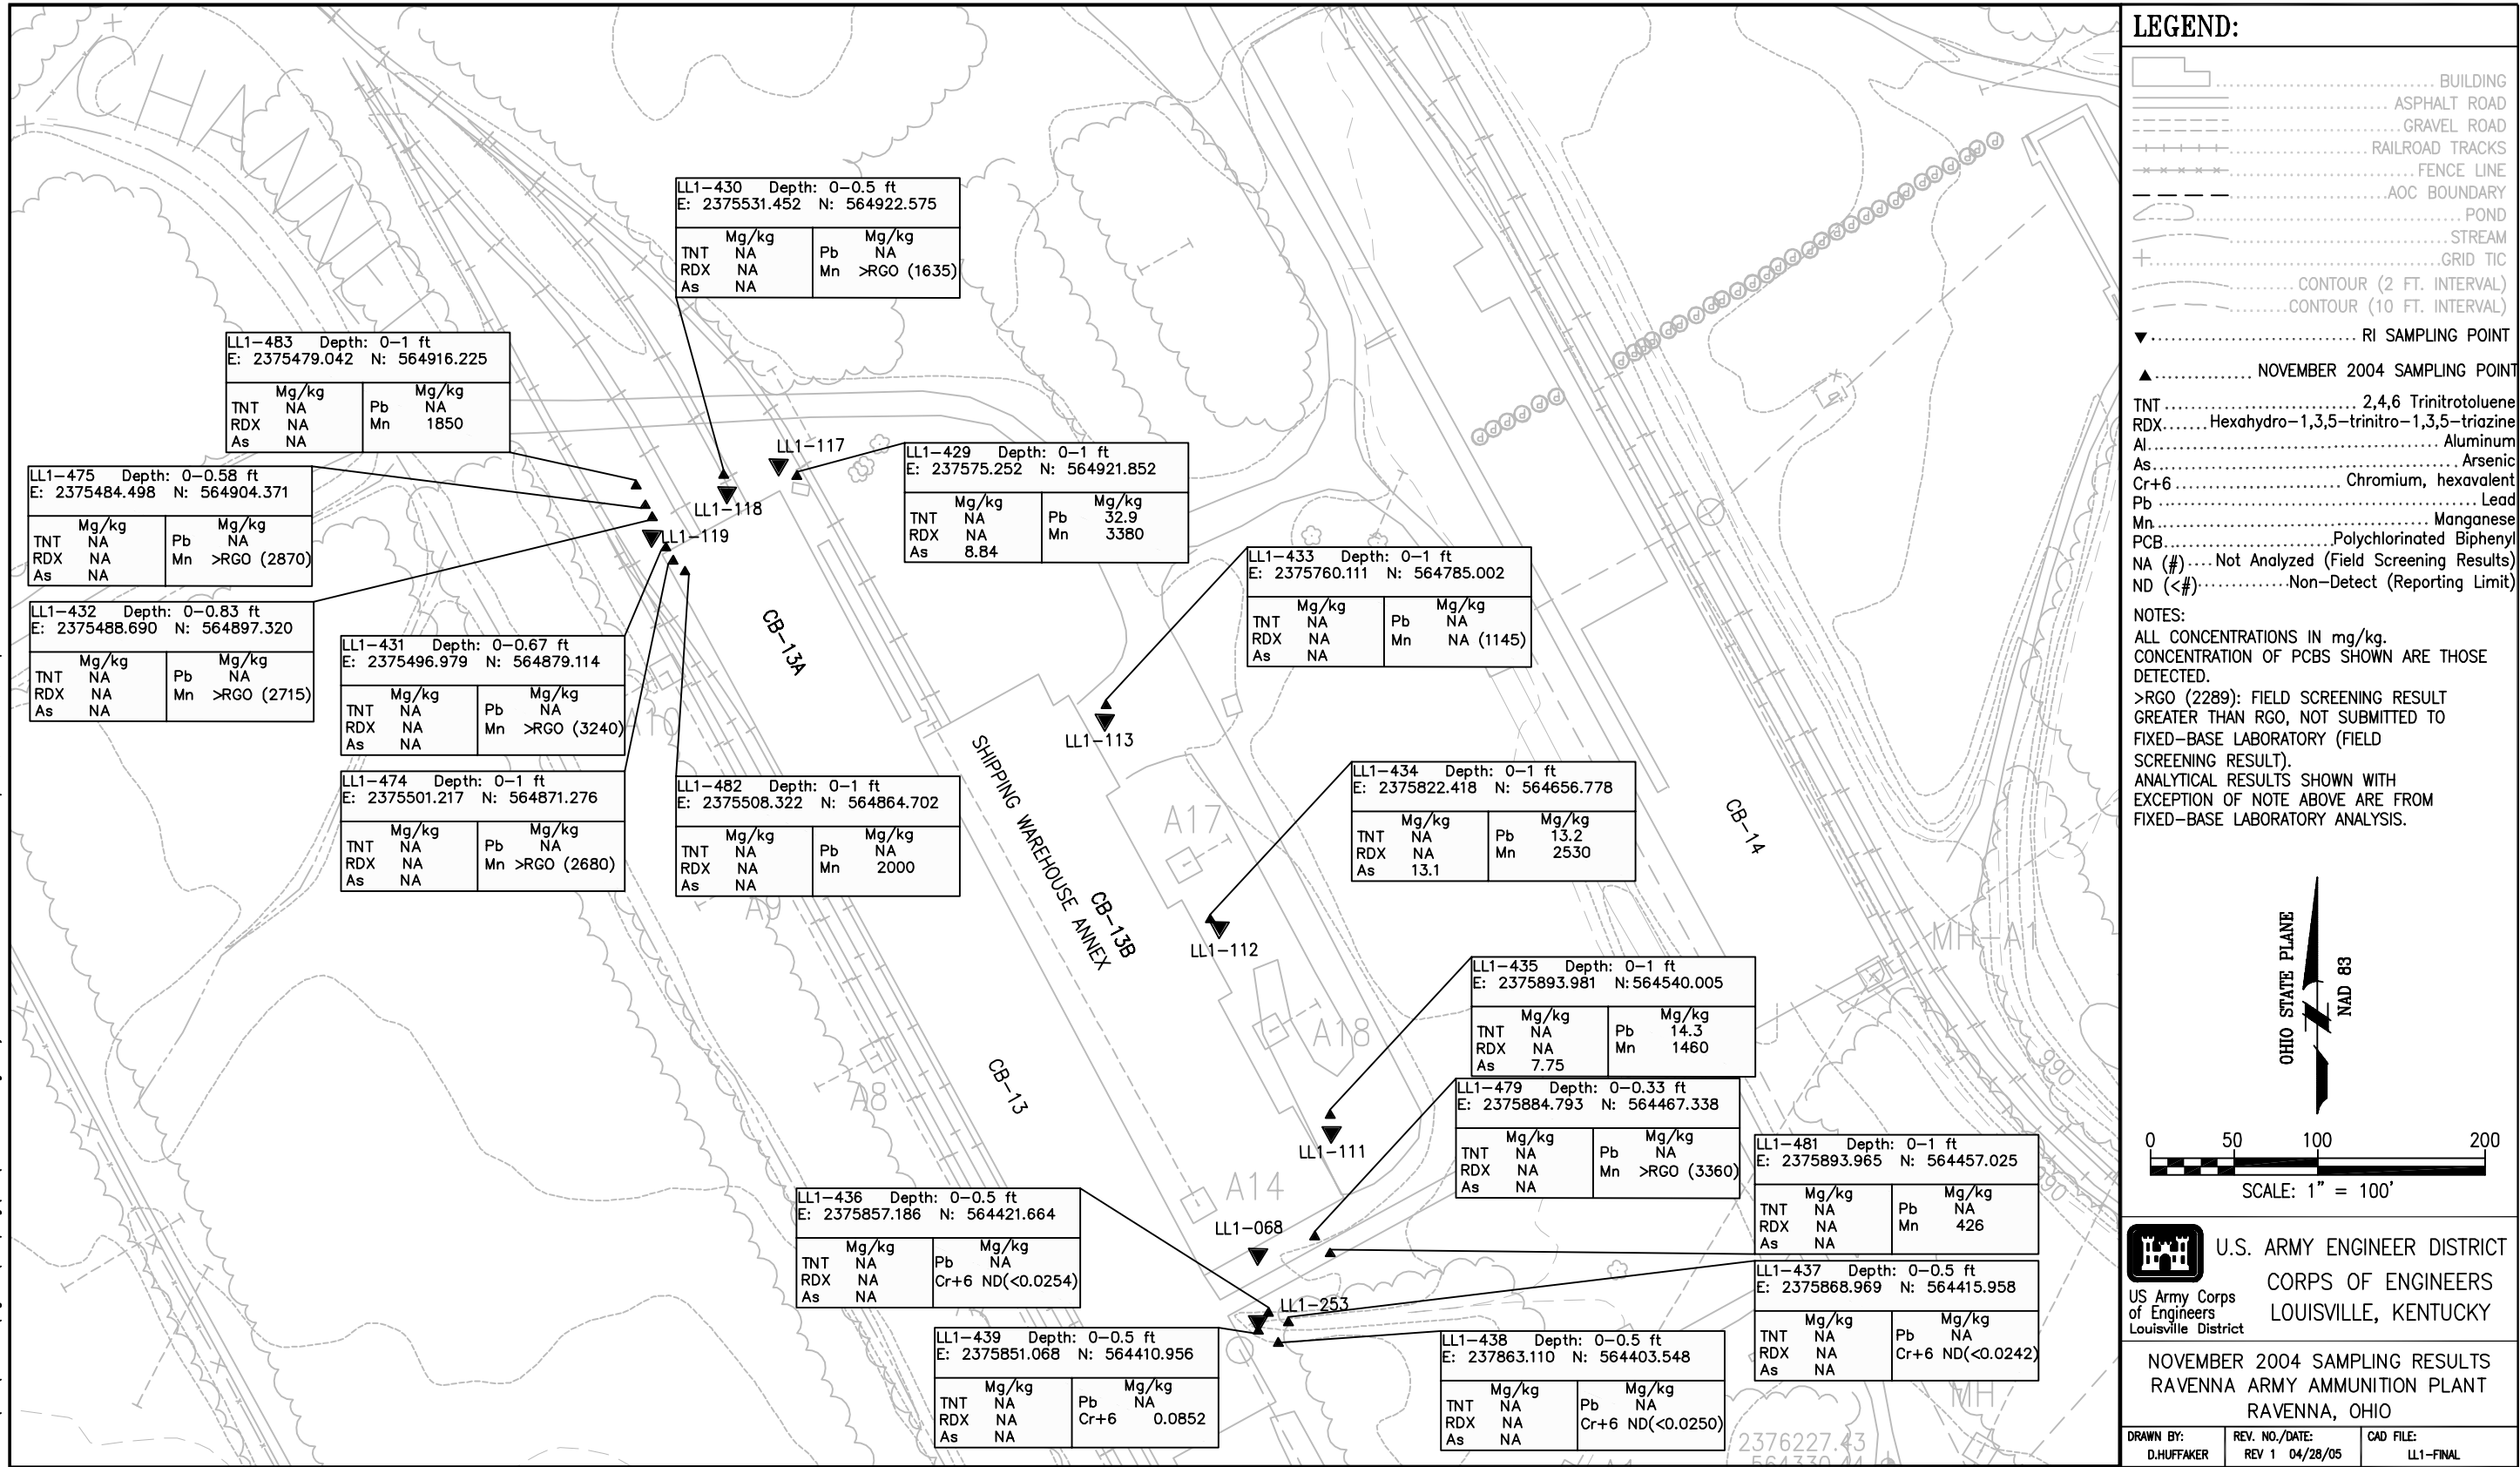 CHANNEL
LL1-430 Depth: 0-0.5 ft
E: 2375531.452 N: 564922.575
Mg/kg Mg/kg
TNT NA Pb NA
RDX NA Mn >RGO (1635)
As NA
LL1-483 Depth: 0-1 ft
E: 2375479.042 N: 564916.225
Mg/kg Mg/kg
TNT NA Pb NA
RDX NA Mn 1850
As NA
LL1-475 Depth: 0-0.58 ft
E: 2375484.498 N: 564904.371
Mg/kg Mg/kg
TNT NA Pb NA
RDX NA Mn >RGO (2870)
As NA
LL1-432 Depth: 0-0.83 ft
E: 2375488.690 N: 564897.320
Mg/kg Mg/kg
TNT NA Pb NA
RDX NA Mn >RGO (2715)
As NA
LL1-431 Depth: 0-0.67 ft
E: 2375496.979 N: 564879.114
Mg/kg Mg/kg
TNT NA Pb NA
RDX NA Mn >RGO (3240)
As NA
LL1-474 Depth: 0-1 ft
E: 2375501.217 N: 564871.276
Mg/kg Mg/kg
TNT NA Pb NA
RDX NA Mn >RGO (2680)
As NA
LL1-482 Depth: 0-1 ft
E: 2375508.322 N: 564864.702
Mg/kg Mg/kg
TNT NA Pb NA
RDX NA Mn 2000
As NA
LL1-117
LL1-118
LL1-119
LL1-429 Depth: 0-1 ft
E: 237575.252 N: 564921.852
Mg/kg Mg/kg
TNT NA Pb 32.9
RDX NA Mn 3380
As 8.84
LL1-433 Depth: 0-1 ft
E: 2375760.111 N: 564785.002
Mg/kg Mg/kg
TNT NA Pb NA
RDX NA Mn NA (1145)
As NA
LL1-113
CB-13A
A10
SHIPPING WAREHOUSE ANNEX
CB-13B
A17
CB-14
LL1-434 Depth: 0-1 ft
E: 2375822.418 N: 564656.778
Mg/kg Mg/kg
TNT NA Pb 13.2
RDX NA Mn 2530
As 13.1
A9
LL1-112
MH-A1
LL1-435 Depth: 0-1 ft
E: 2375893.981 N: 564540.005
Mg/kg Mg/kg
TNT NA Pb 14.3
RDX NA Mn 1460
As 7.75
A18
A8
CB-13
990
LL1-479 Depth: 0-0.33 ft
E: 2375884.793 N: 564467.338
Mg/kg Mg/kg
TNT NA Pb NA
RDX NA Mn >RGO (3360)
As NA
LL1-111
LL1-481 Depth: 0-1 ft
E: 2375893.965 N: 564457.025
Mg/kg Mg/kg
TNT NA Pb NA
RDX NA Mn 426
As NA
990
A14
LL1-068
LL1-436 Depth: 0-0.5 ft
E: 2375857.186 N: 564421.664
Mg/kg Mg/kg
TNT NA Pb NA
RDX NA Cr+6 ND(<0.0254)
As NA
LL1-437 Depth: 0-0.5 ft
E: 2375868.969 N: 564415.958
Mg/kg Mg/kg
TNT NA Pb NA
RDX NA Cr+6 ND(<0.0242)
As NA
LL1-253
LL1-439 Depth: 0-0.5 ft
E: 2375851.068 N: 564410.956
Mg/kg Mg/kg
TNT NA Pb NA
RDX NA Cr+6 0.0852
As NA
LL1-438 Depth: 0-0.5 ft
E: 237863.110 N: 564403.548
Mg/kg Mg/kg
TNT NA Pb NA
RDX NA Cr+6 ND(<0.0250)
As NA
MH
2376227.43
LEGEND:
BUILDING
ASPHALT ROAD
GRAVEL ROAD
RAILROAD TRACKS
FENCE LINE
AOC BOUNDARY
POND
STREAM
GRID TIC
CONTOUR (2 FT. INTERVAL)
CONTOUR (10 FT. INTERVAL)
RI SAMPLING POINT
NOVEMBER 2004 SAMPLING POINT
TNT 2,4,6 Trinitrotoluene
RDX Hexahydro-1,3,5-trinitro-1,3,5-triazine
Al Aluminum
As Arsenic
Cr+6 Chromium, hexavalent
Pb Lead
Mn Manganese
PCB Polychlorinated Biphenyl
NA (#) Not Analyzed (Field Screening Results)
ND (<#) Non-Detect (Reporting Limit)
NOTES:
ALL CONCENTRATIONS IN mg/kg.
CONCENTRATION OF PCBS SHOWN ARE THOSE
DETECTED.
>RGO (2289): FIELD SCREENING RESULT
GREATER THAN RGO, NOT SUBMITTED TO
FIXED-BASE LABORATORY (FIELD
SCREENING RESULT).
ANALYTICAL RESULTS SHOWN WITH
EXCEPTION OF NOTE ABOVE ARE FROM
FIXED-BASE LABORATORY ANALYSIS.
OHIO STATE PLANE
NAD 83
0 50 100 200
SCALE: 1" = 100'
U.S. ARMY ENGINEER DISTRICT
CORPS OF ENGINEERS
LOUISVILLE, KENTUCKY
US Army Corps
of Engineers
Louisville District
NOVEMBER 2004 SAMPLING RESULTS
RAVENNA ARMY AMMUNITION PLANT
RAVENNA, OHIO
DRAWN BY: REV. NO./DATE: CAD FILE:
D.HUFFAKER REV 1 04/28/05 LL1-FINAL